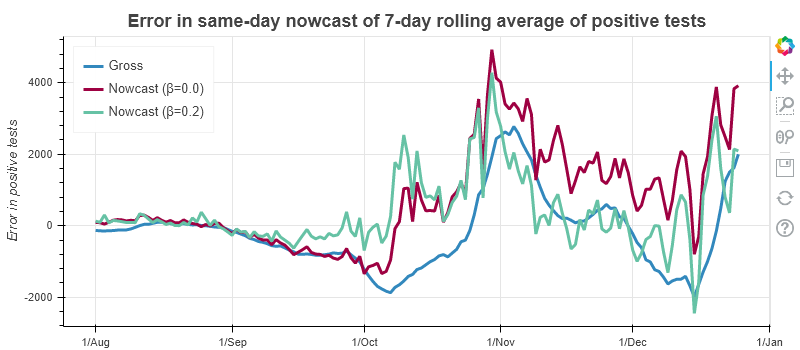 Error in same-day nowcast of 7-day rolling average of positive tests
Gross
Nowcast (β=0.0)
Nowcast (β=0.2)
Error in positive tests
4000
2000
0
-2000
1/Aug
1/Sep
1/Oct
1/Nov
1/Dec
1/Jan